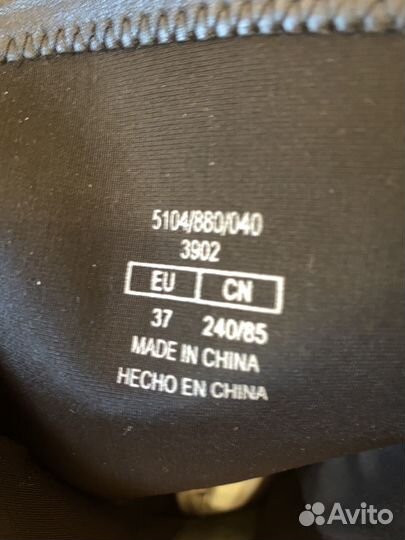 5104/880/040
3902
EU CN
37 240/85
MADE IN CHINA
HECHO EN CHINA
Avito